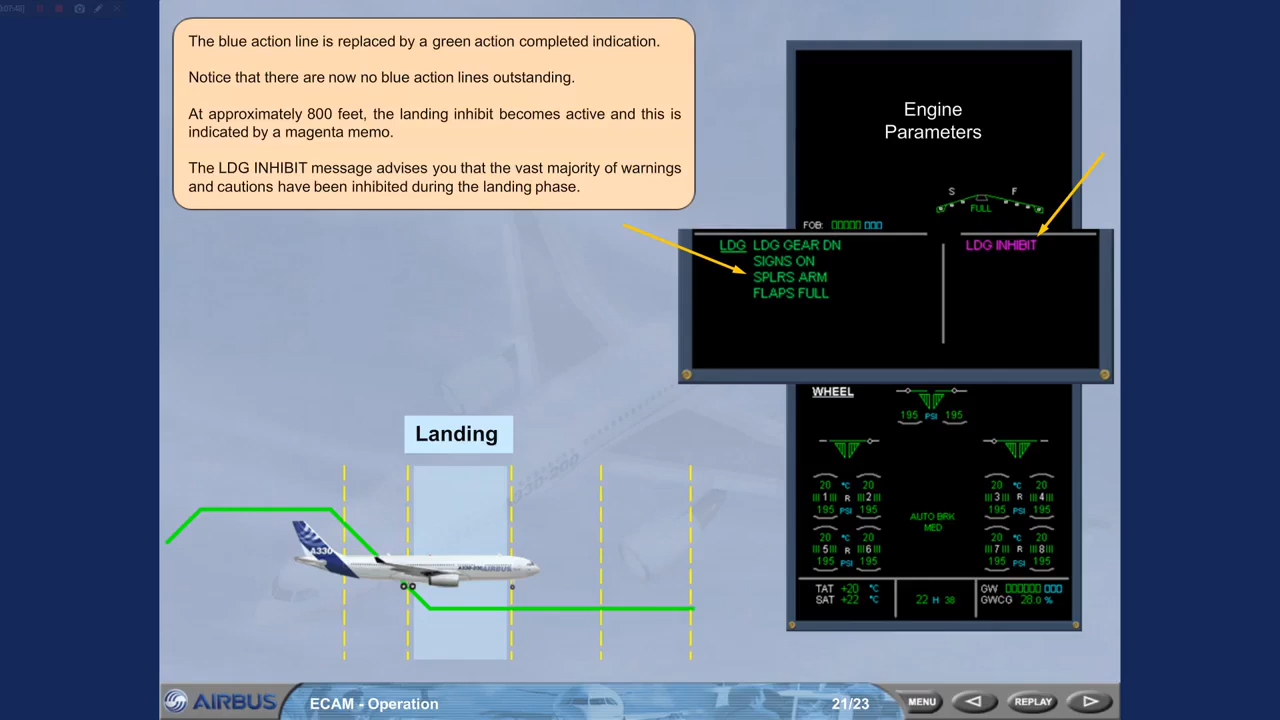 The blue action line is replaced by a green action completed indication.
Notice that there are now no blue action lines outstanding.
At approximately 800 feet, the landing inhibit becomes active and this is
indicated by a magenta memo.
The LDG INHIBIT message advises you that the vast majority of warnings
and cautions have been inhibited during the landing phase.
Engine
Parameters
S F
FULL
FOB:
LDG LDG GEAR DN
SIGNS ON
SPLRS ARM
FLAPS FULL
LDG INHIBIT
WHEEL
195 PSI 195
20 °C 20
1 R 2
195 PSI 195
20 °C 20
3 R 4
195 PSI 195
AUTO BRK
MED
20 °C 20
5 R 6
195 PSI 195
20 °C 20
7 R 8
195 PSI 195
TAT +20 °C
SAT +22 °C
22 H 38
GW
GWCG 28.0 %
Landing
A330
AIRBUS
AIRBUS
ECAM - Operation
21/23
MENU
REPLAY